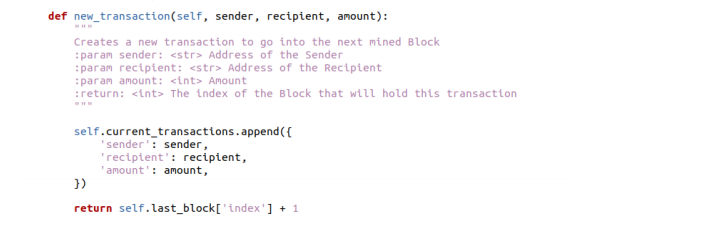 def new_transaction(self, sender, recipient, amount):
"""
Creates a new transaction to go into the next mined Block
:param sender: <str> Address of the Sender
:param recipient: <str> Address of the Recipient
:param amount: <int> Amount
:return: <int> The index of the Block that will hold this transaction
"""
self.current_transactions.append({
'sender': sender,
'recipient': recipient,
'amount': amount,
})
return self.last_block['index'] + 1